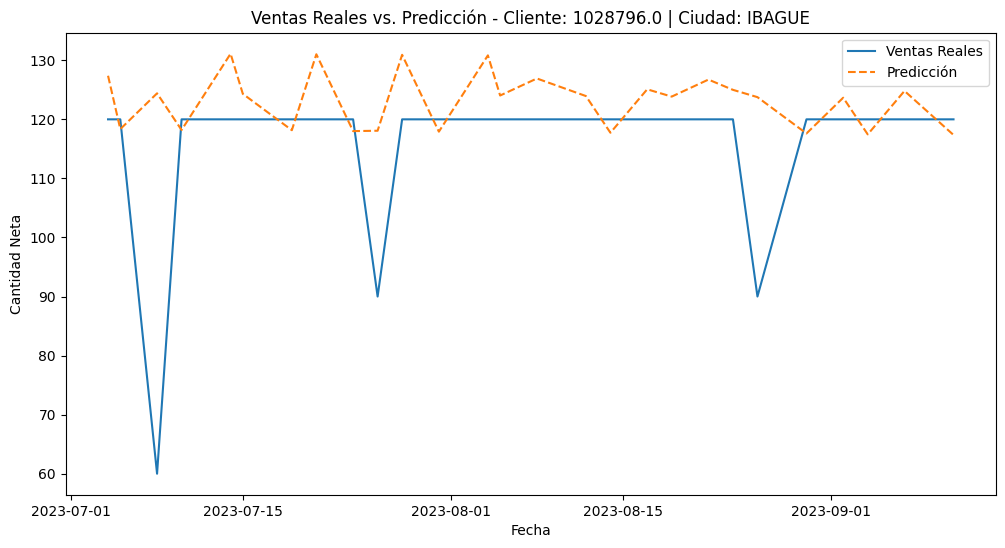 Ventas Reales vs. Predicción - Cliente: 1028796.0 | Ciudad: IBAGUE
Ventas Reales
Predicción
Cantidad Neta
130
120
110
100
90
80
70
60
2023-07-01
2023-07-15
2023-08-01
2023-08-15
2023-09-01
Fecha